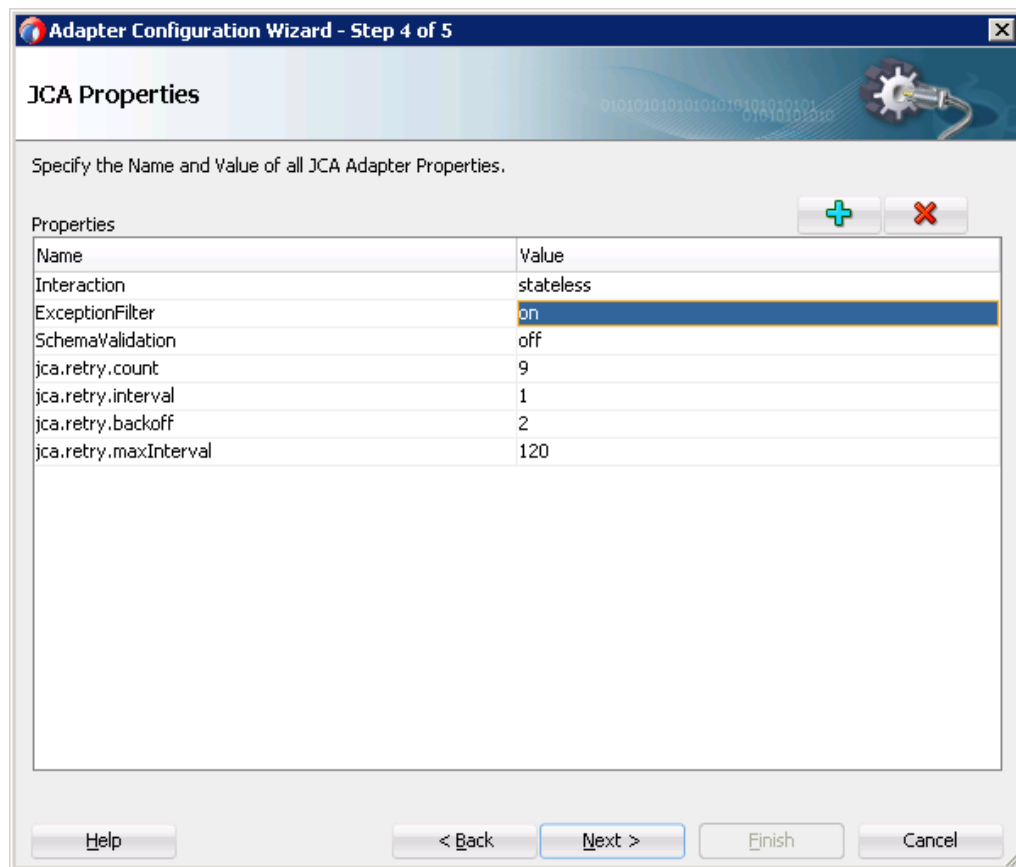 Adapter Configuration Wizard - Step 4 of 5
JCA Properties
Specify the Name and Value of all JCA Adapter Properties.
Properties
Name Value
Interaction stateless
ExceptionFilter on
SchemaValidation off
jca.retry.count 9
jca.retry.interval 1
jca.retry.backoff 2
jca.retry.maxInterval 120
Help < Back Next > Finish Cancel